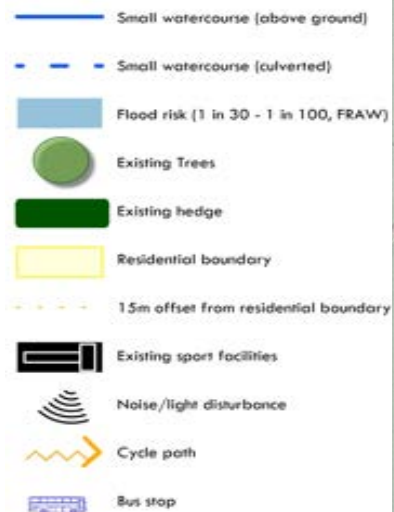 Small watercourse (above ground)
Small watercourse (culverted)
Flood risk (1 in 30 - 1 in 100, FRAW)
Existing Trees
Existing hedge
Residential boundary
15m offset from residential boundary
Existing sport facilities
Noise/light disturbance
Cycle path
Bus stop